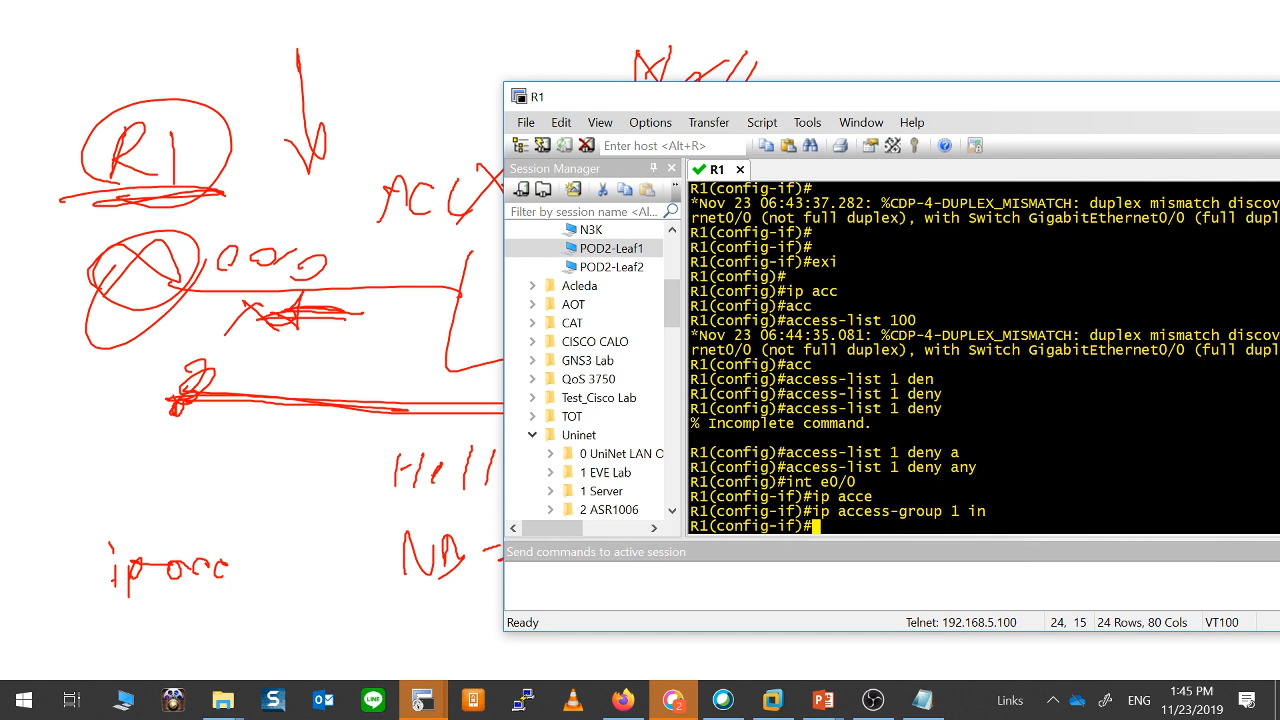 R1
ACL
Hell
NB
ip acc
R1
File Edit View Options Transfer Script Tools Window Help
Enter host <Alt+R>
Session Manager
R1
Filter by session name <Al...
N3K
POD2-Leaf1
POD2-Leaf2
Acleda
AOT
CAT
CISCO CALO
GNS3 Lab
QoS 3750
Test_Cisco Lab
TOT
Uninet
0 UniNet LAN O
1 EVE Lab
1 Server
2 ASR1006
R1(config-if)#
*Nov 23 06:43:37.282: %CDP-4-DUPLEX_MISMATCH: duplex mismatch discov
rnet0/0 (not full duplex), with Switch GigabitEthernet0/0 (full dup
R1(config-if)#
R1(config-if)#
R1(config-if)#exi
R1(config)#
R1(config)#ip acc
R1(config)#acc
R1(config)#access-list 100
*Nov 23 06:44:35.081: %CDP-4-DUPLEX_MISMATCH: duplex mismatch discov
rnet0/0 (not full duplex), with Switch GigabitEthernet0/0 (full dup
R1(config)#acc
R1(config)#access-list 1 den
R1(config)#access-list 1 deny
R1(config)#access-list 1 deny
% Incomplete command.
R1(config)#access-list 1 deny a
R1(config)#access-list 1 deny any
R1(config)#int e0/0
R1(config-if)#ip acce
R1(config-if)#ip access-group 1 in
R1(config-if)#
Send commands to active session
Ready
Telnet: 192.168.5.100 24, 15 24 Rows, 80 Cols VT100
Links ENG 1:45 PM
11/23/2019